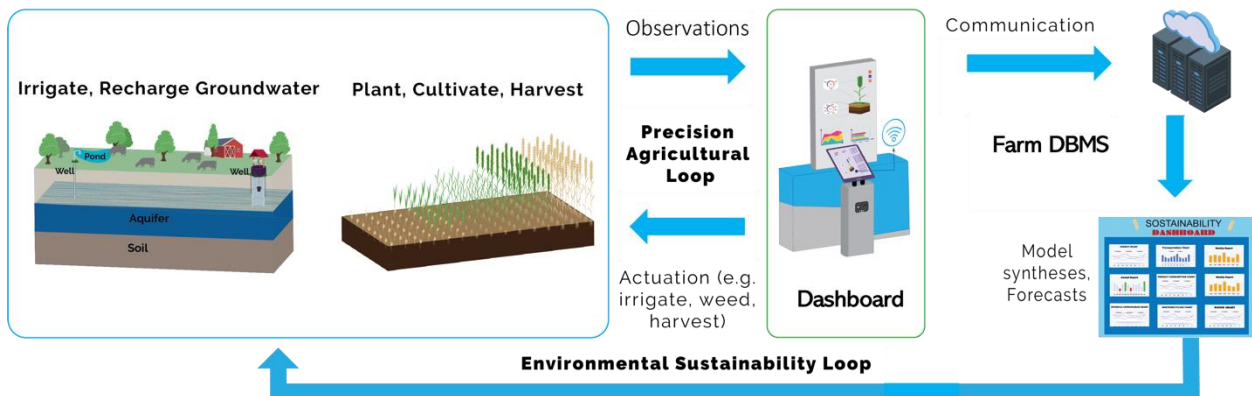 Irrigate, Recharge Groundwater
Pond
Well
Well
Aquifer
Soil
Plant, Cultivate, Harvest
Observations
Precision
Agricultural
Loop
Actuation (e.g.
irrigate, weed,
harvest)
Dashboard
Communication
Farm DBMS
Model
syntheses,
Forecasts
SOSTAINABILITY
DASHBOARD
Environmental Sustainability Loop